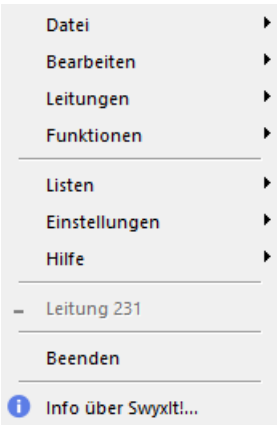 Datei
Bearbeiten
Leitungen
Funktionen
Listen
Einstellungen
Hilfe
Leitung 231
Beenden
Info über SwyxIt!...